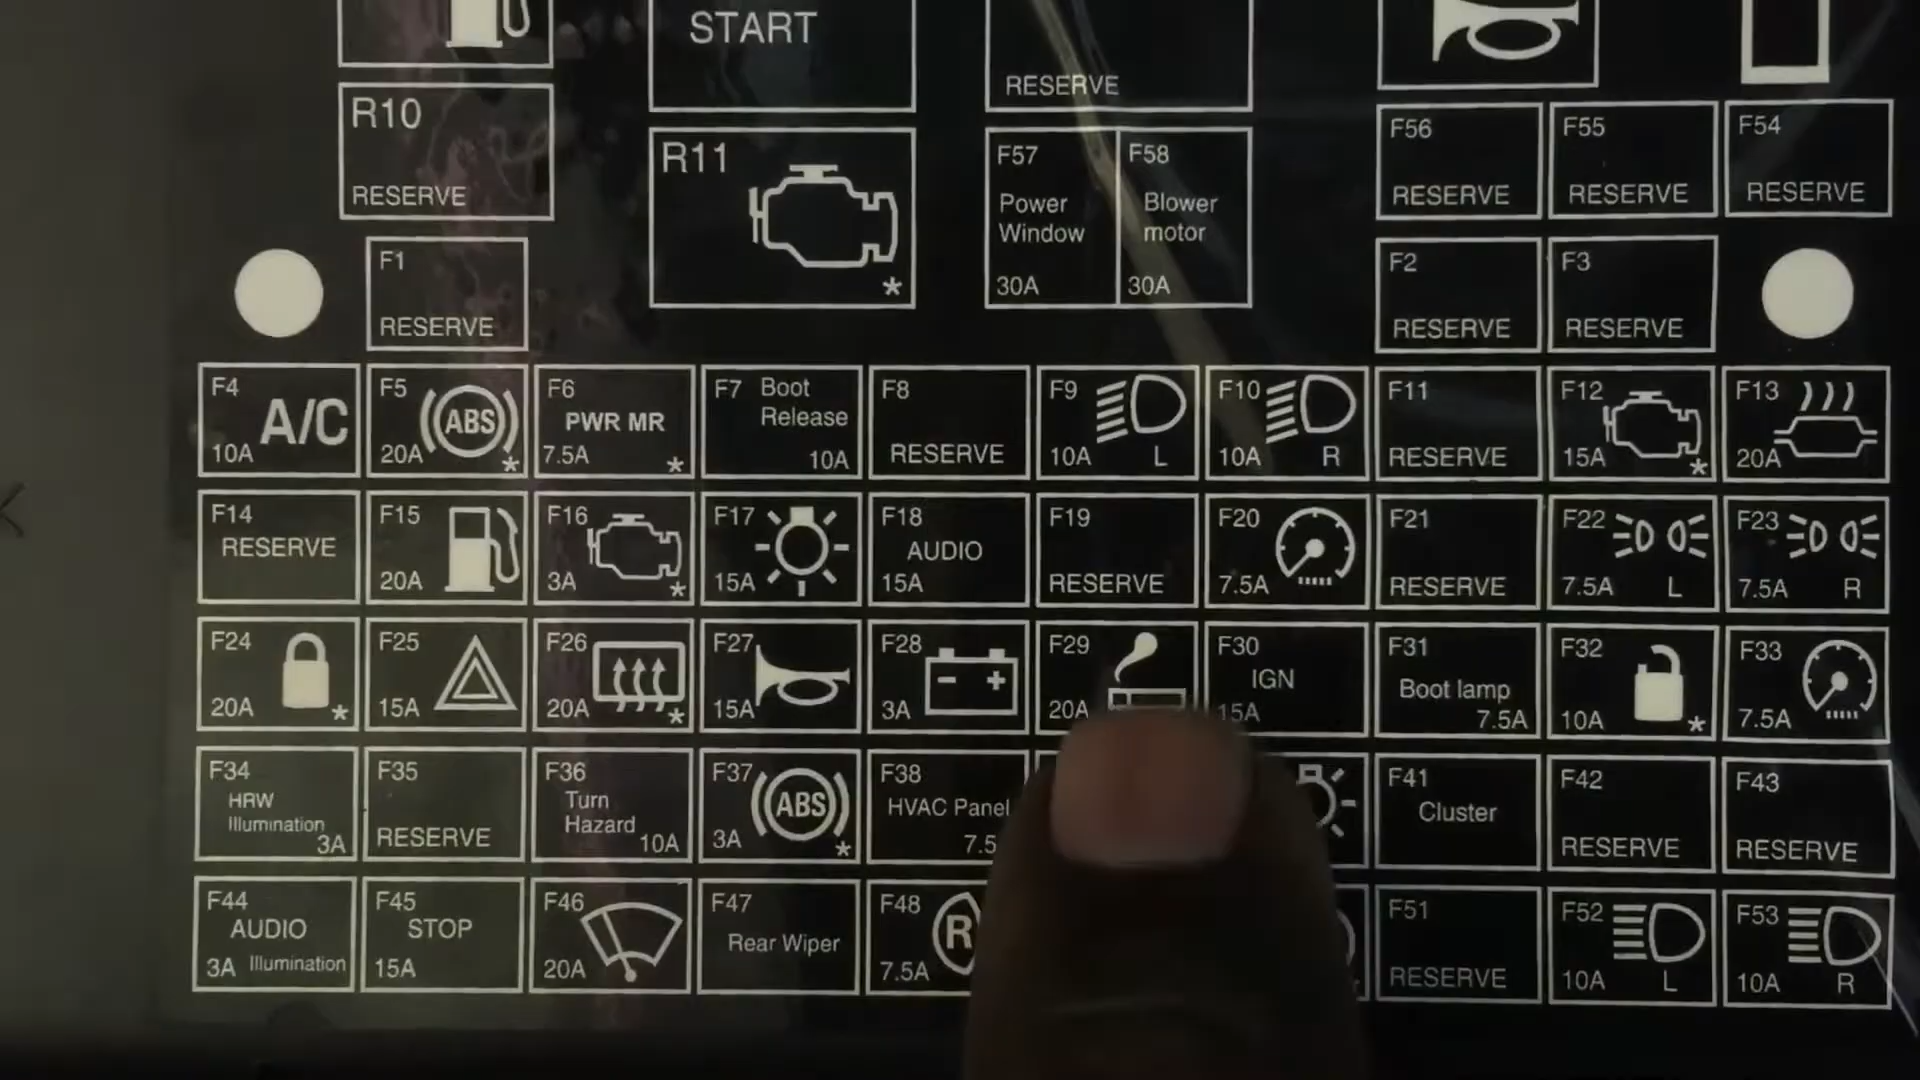 START
RESERVE
R10
RESERVE
R11
*
F57
Power
Window
30A
F58
Blower
motor
30A
F56
RESERVE
F55
RESERVE
F54
RESERVE
F1
RESERVE
F2
RESERVE
F3
RESERVE
F4
A/C
10A
F5
ABS
20A *
F6
PWR MR
7.5A *
F7 Boot
Release
10A
F8
RESERVE
F9
10A L
F10
10A R
F11
RESERVE
F12
15A *
F13
20A
F14
RESERVE
F15
20A
F16
3A *
F17
15A
F18
AUDIO
15A
F19
RESERVE
F20
7.5A
F21
RESERVE
F22
7.5A L
F23
7.5A R
F24
20A *
F25
15A
F26
20A *
F27
15A
F28
- +
3A
F29
20A
F30
IGN
15A
F31
Boot lamp
7.5A
F32
10A *
F33
7.5A
F34
HRW
Illumination
3A
F35
RESERVE
F36
Turn
Hazard
10A
F37
ABS
3A *
F38
HVAC Panel
7.5
F41
Cluster
F42
RESERVE
F43
RESERVE
F44
AUDIO
3A Illumination
F45
STOP
15A
F46
20A
F47
Rear Wiper
F48
R
7.5A
F51
RESERVE
F52
10A L
F53
10A R